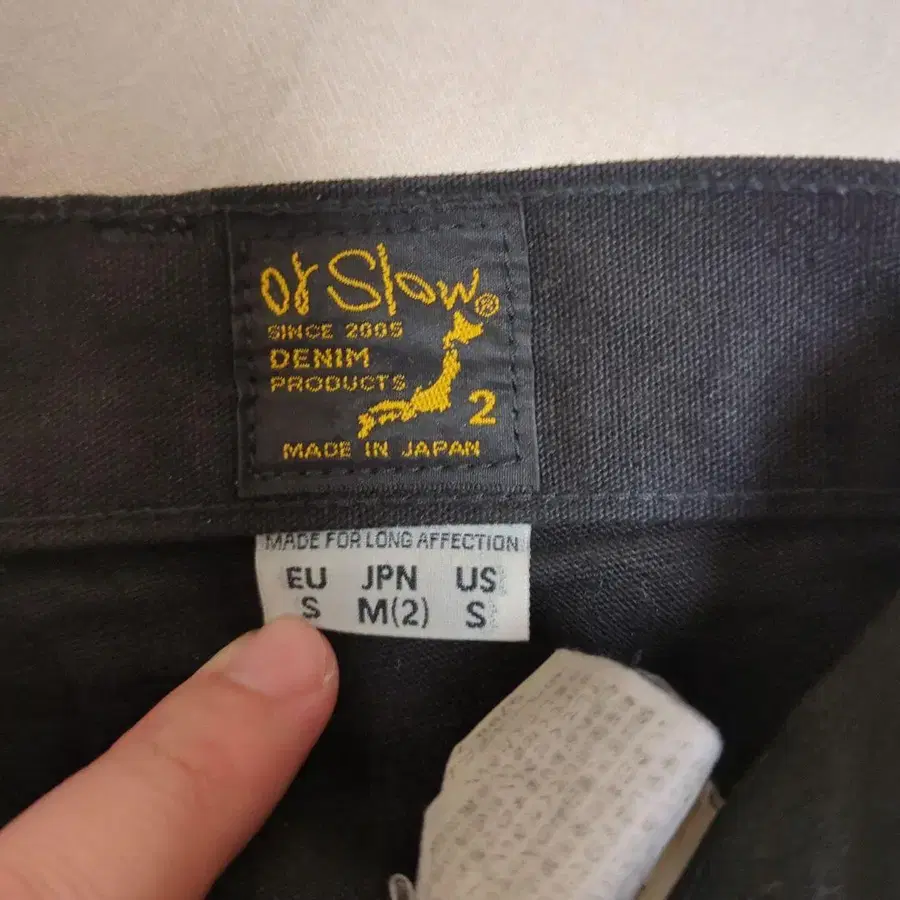 or Slow®
SINCE 2005
DENIM
PRODUCTS
2
MADE IN JAPAN
MADE FOR LONG AFFECTION
EU JPN US
S M(2) S